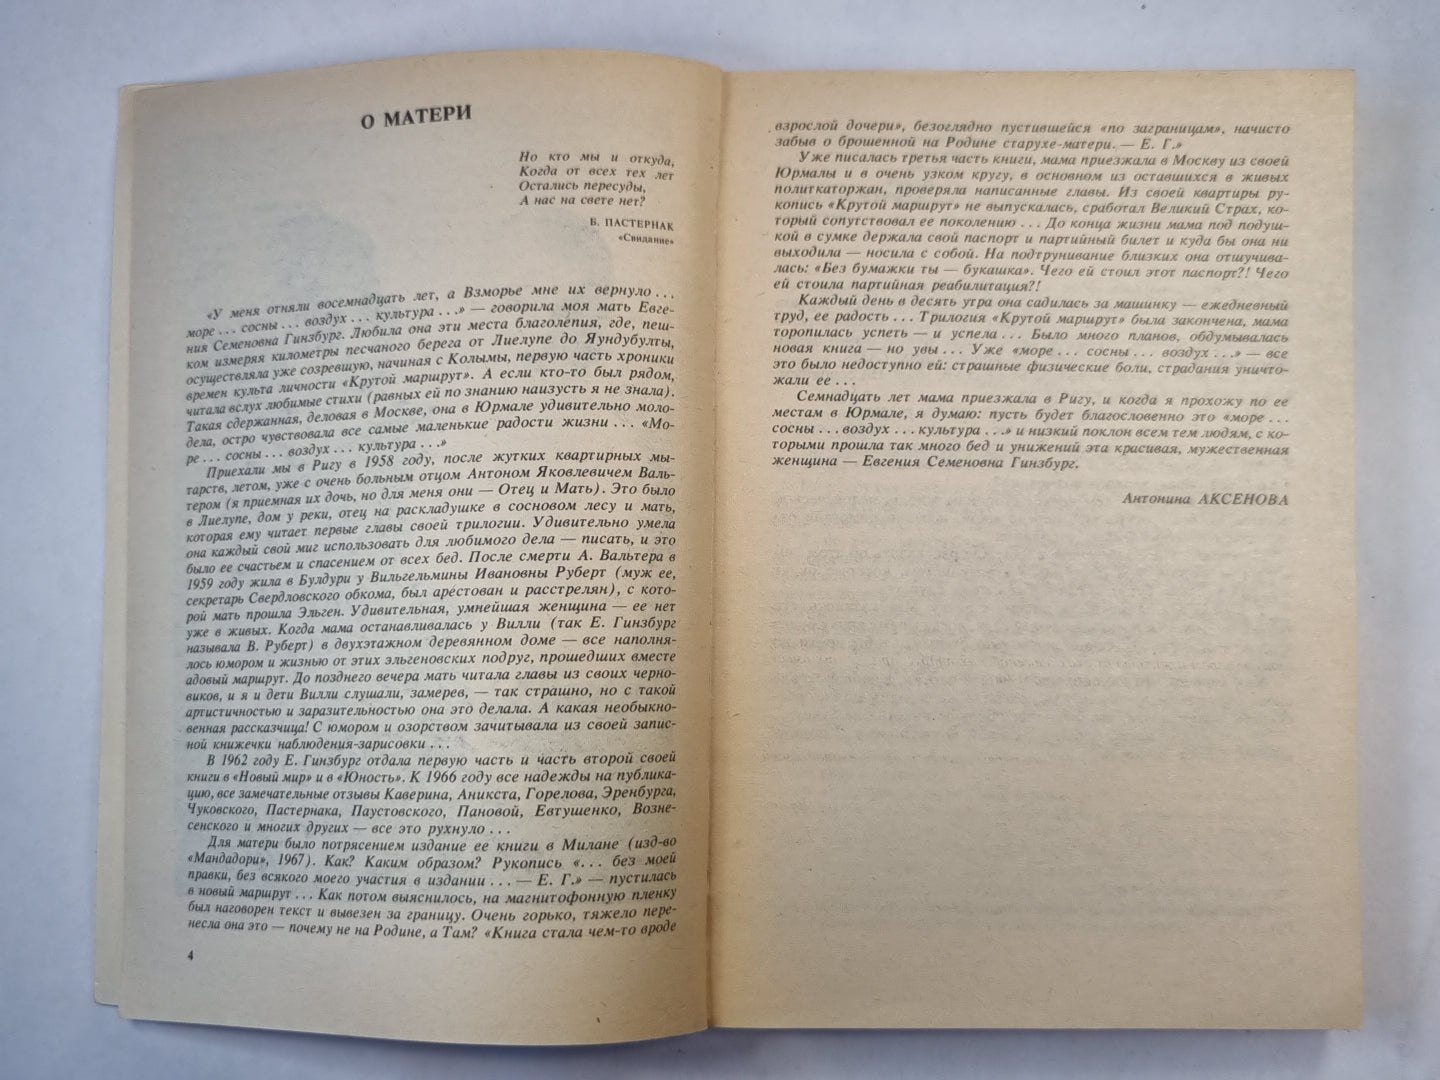 О МАТЕРИ
Но кто мы и откуда,
Когда от всех тех лет
Остались пересуды,
А нас на свете нет?
Б. ПАСТЕРНАК
«Свидание»
«У меня отняли восемнадцать лет, а Взморье мне их вернуло . . .
море . . . сосны . . . воздух . . . культура . . .» — говорила моя мать Евге-
ния Семеновна Гинзбург. Любила она эти места благолепия, где, пеш-
ком измеряя километры песчаного берега от Лиелупе до Яундубулты,
осуществляла уже созревшую, начиная с Колымы, первую часть хроники
времен культа личности «Крутой маршрут». А если кто-то был рядом,
читала вслух любимые стихи (равных ей по знанию наизусть я не знала).
Такая сдержанная, деловая в Москве, она в Юрмале удивительно моло-
дела, остро чувствовала все самые маленькие радости жизни . . . «Мо-
ре . . . сосны . . . воздух . . . культура . . .»
Приехали мы в Ригу в 1958 году, после жутких квартирных мы-
тарств, летом, уже с очень больным отцом Антоном Яковлевичем Валь-
тером (я приемная их дочь, но для меня они — Отец и Мать). Это было
в Лиелупе, дом у реки, отец на раскладушке в сосновом лесу и мать,
которая ему читает первые главы своей трилогии. Удивительно умела
она каждый свой миг использовать для любимого дела — писать, и это
было ее счастьем и спасением от всех бед. После смерти А. Вальтера в
1959 году жила в Булдури у Вильгельмины Ивановны Руберт (муж ее,
секретарь Свердловского обкома, был арестован и расстрелян), с кото-
рой мать прошла Эльген. Удивительная, умнейшая женщина — ее нет
уже в живых. Когда мама останавливалась у Вилли (так Е. Гинзбург
называла В. Руберт) в двухэтажном деревянном доме — все наполня-
лось юмором и жизнью от этих эльгеновских подруг, прошедших вместе
адовый маршрут. До позднего вечера мать читала главы из своих черно-
виков, и я и дети Вилли слушали, замерев, — так страшно, но с такой
артистичностью и заразительностью она это делала. А какая необыкно-
венная рассказчица! С юмором и озорством зачитывала из своей запис-
ной книжечки наблюдения-зарисовки . . .
В 1962 году Е. Гинзбург отдала первую часть и часть второй своей
книги в «Новый мир» и в «Юность». К 1966 году все надежды на публика-
цию, все замечательные отзывы Каверина, Аникста, Горелова, Эренбурга,
Чуковского, Пастернака, Паустовского, Пановой, Евтушенко, Возне-
сенского и многих других — все это рухнуло . . .
Для матери было потрясением издание ее книги в Милане (изд-во
«Мандадори», 1967). Как? Каким образом? Рукопись «. . . без моей
правки, без всякого моего участия в издании . . . — Е. Г.» — пустилась
в новый маршрут . . . Как потом выяснилось, на магнитофонную пленку
был наговорен текст и вывезен за границу. Очень горько, тяжело пере-
несла она это — почему не на Родине, а Там? «Книга стала чем-то вроде
4
взрослой дочери», безоглядно пустившейся «по заграницам», начисто
забыв о брошенной на Родине старухе-матери. — Е. Г.»
Уже писалась третья часть книги, мама приезжала в Москву из своей
Юрмалы и в очень узком кругу, в основном из оставшихся в живых
политкаторжан, проверяла написанные главы. Из своей квартиры ру-
копись «Крутой маршрут» не выпускалась, сработал Великий Страх, ко-
торый сопутствовал ее поколению . . . До конца жизни мама под подуш-
кой в сумке держала свой паспорт и партийный билет и куда бы она ни
выходила — носила с собой. На подтрунивание близких она отшучива-
лась: «Без бумажки ты — букашка». Чего ей стоил этот паспорт?! Чего
ей стоила партийная реабилитация?!
Каждый день в десять утра она садилась за машинку — ежедневный
труд, ее радость . . . Трилогия «Крутой маршрут» была закончена, мама
торопилась успеть — и успела . . . Было много планов, обдумывалась
новая книга — но увы . . . Уже «море . . . сосны . . . воздух . . .» — все
это было недоступно ей: страшные физические боли, страдания уничто-
жали ее . . .
Семнадцать лет мама приезжала в Ригу, и когда я прохожу по ее
местам в Юрмале, я думаю: пусть будет благословенно это «море . . .
сосны . . . воздух . . . культура . . .» и низкий поклон всем тем людям, с ко-
торыми прошла так много бед и унижений эта красивая, мужественная
женщина — Евгения Семеновна Гинзбург.
Антонина АКСЕНОВА